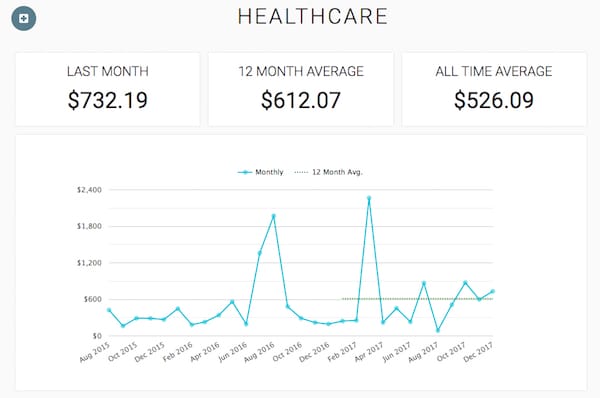 HEALTHCARE
LAST MONTH
$732.19
12 MONTH AVERAGE
$612.07
ALL TIME AVERAGE
$526.09
Monthly 12 Month Avg.
$2,400
$1,800
$1,200
$600
$0
Aug 2015 Oct 2015 Dec 2015 Feb 2016 Apr 2016 Jun 2016 Aug 2016 Oct 2016 Dec 2016 Feb 2017 Apr 2017 Jun 2017 Aug 2017 Oct 2017 Dec 2017